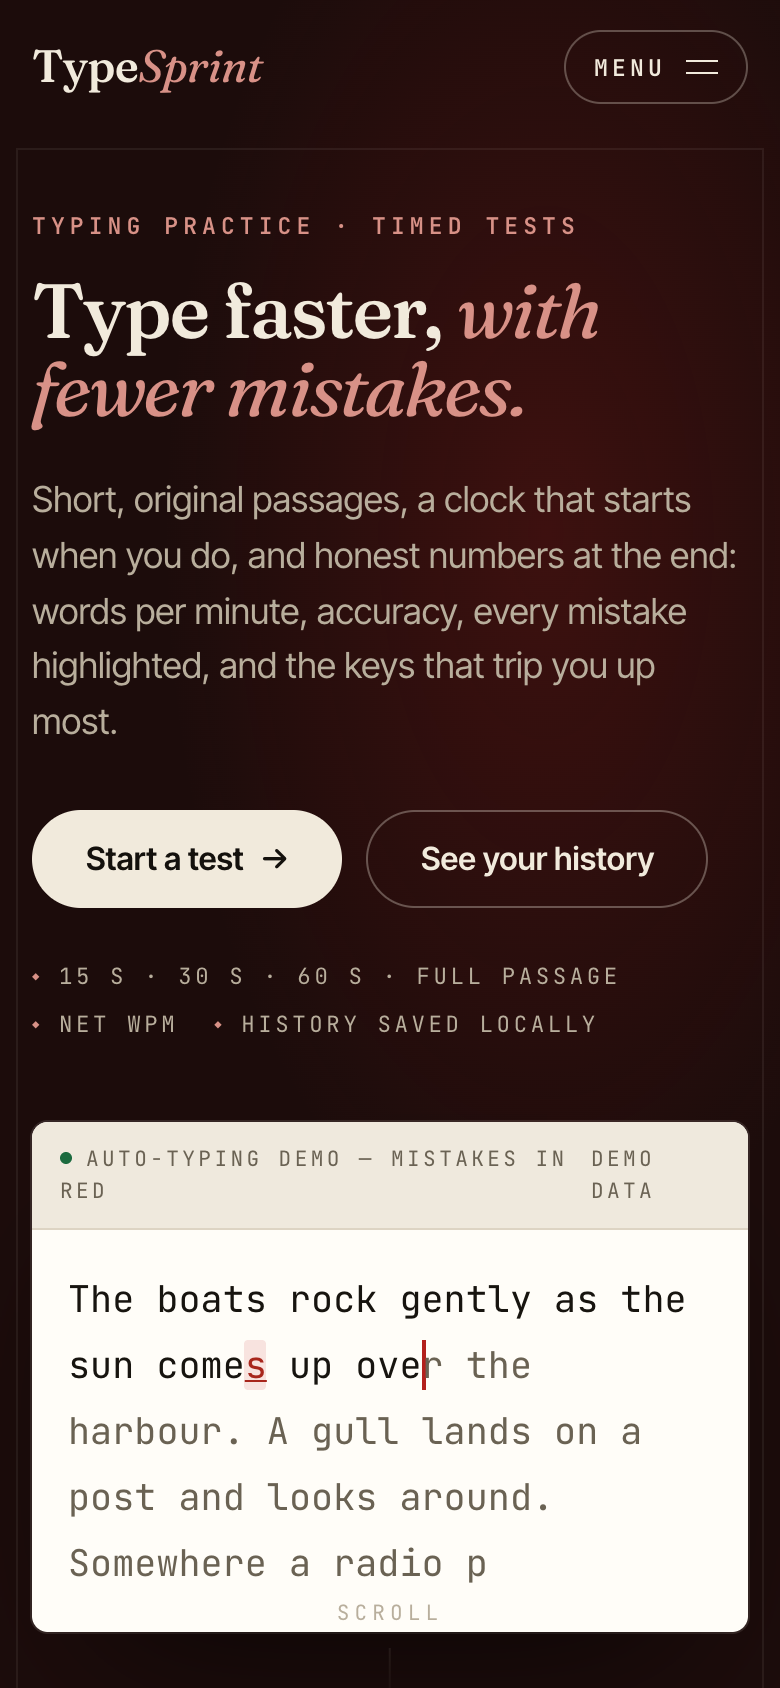 TypeSprint
MENU
TYPING PRACTICE · TIMED TESTS
Type faster, with
fewer mistakes.
Short, original passages, a clock that starts
when you do, and honest numbers at the end:
words per minute, accuracy, every mistake
highlighted, and the keys that trip you up
most.
Start a test →
See your history
15 S · 30 S · 60 S · FULL PASSAGE
NET WPM
HISTORY SAVED LOCALLY
AUTO-TYPING DEMO — MISTAKES IN
RED
DEMO
DATA
The boats rock gently as the
sun comes up over the
harbour. A gull lands on a
post and looks around.
Somewhere a radio p
SCROLL